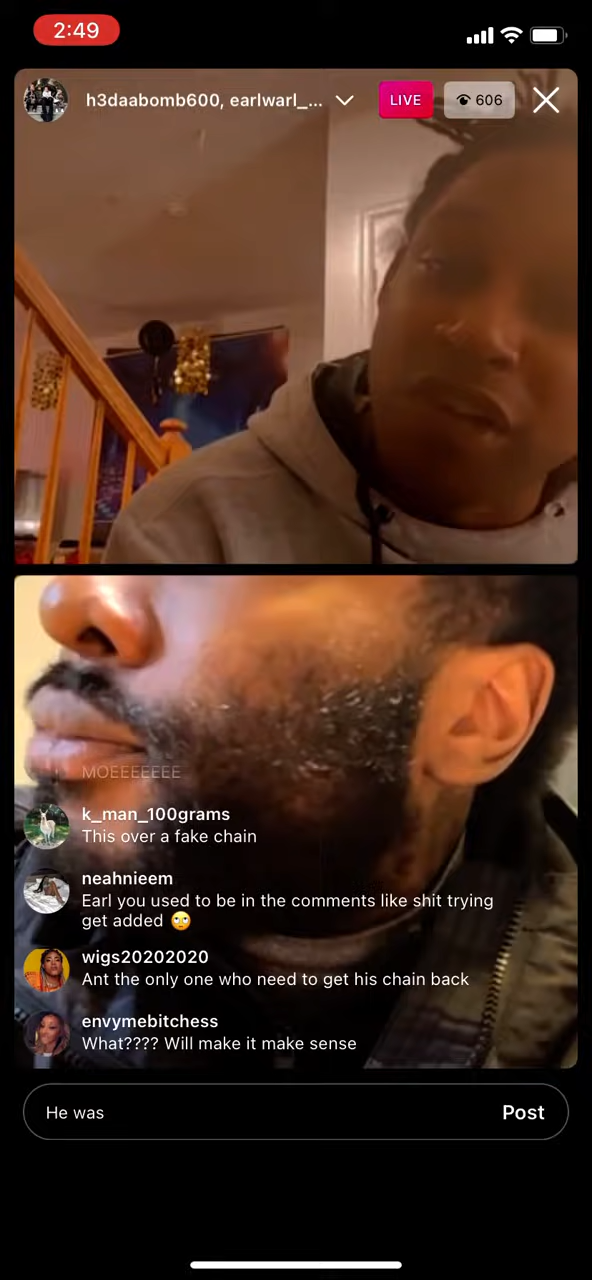 2:49
h3daabomb600, earlwarl_...
LIVE
606
MOEEEEEEE
k_man_100grams
This over a fake chain
neahnieem
Earl you used to be in the comments like shit trying
get added 🙄
wigs20202020
Ant the only one who need to get his chain back
envymebitchess
What???? Will make it make sense
He was
Post